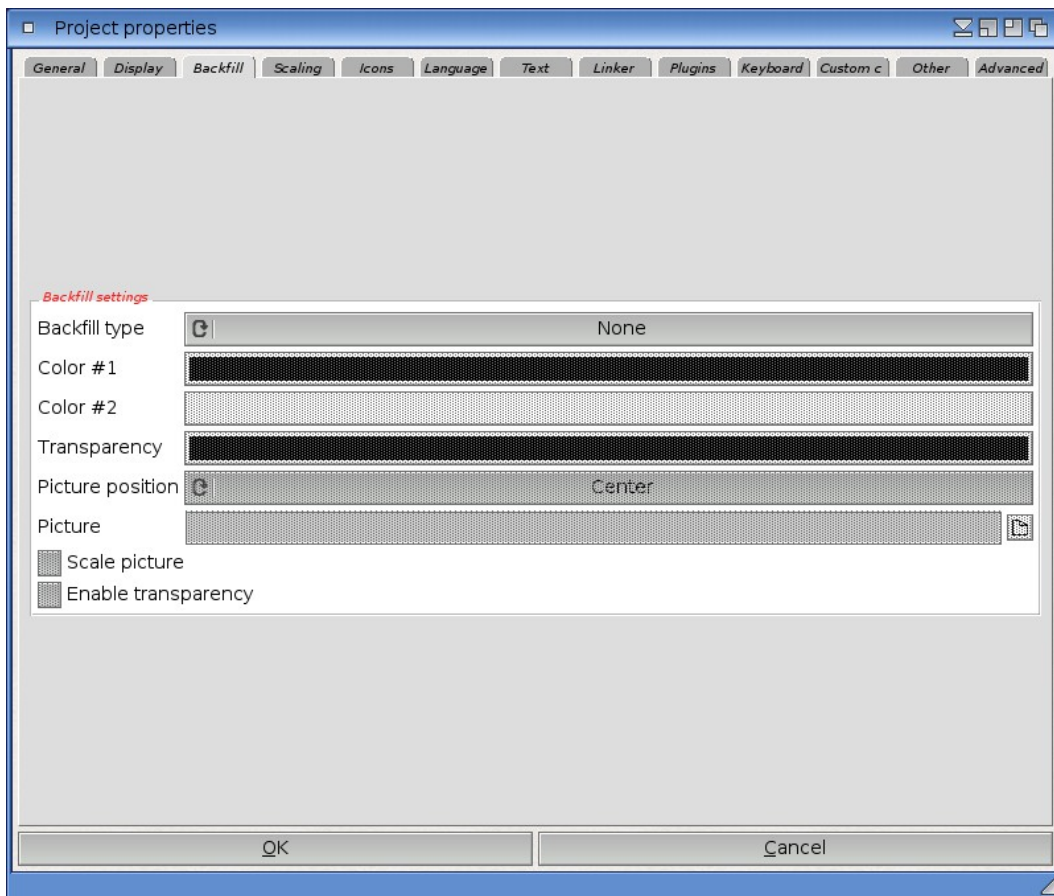 Project properties
General Display Backfill Scaling Icons Language Text Linker Plugins Keyboard Custom c Other Advanced
Backfill settings
Backfill type None
Color #1
Color #2
Transparency
Picture position Center
Picture
Scale picture
Enable transparency
OK Cancel